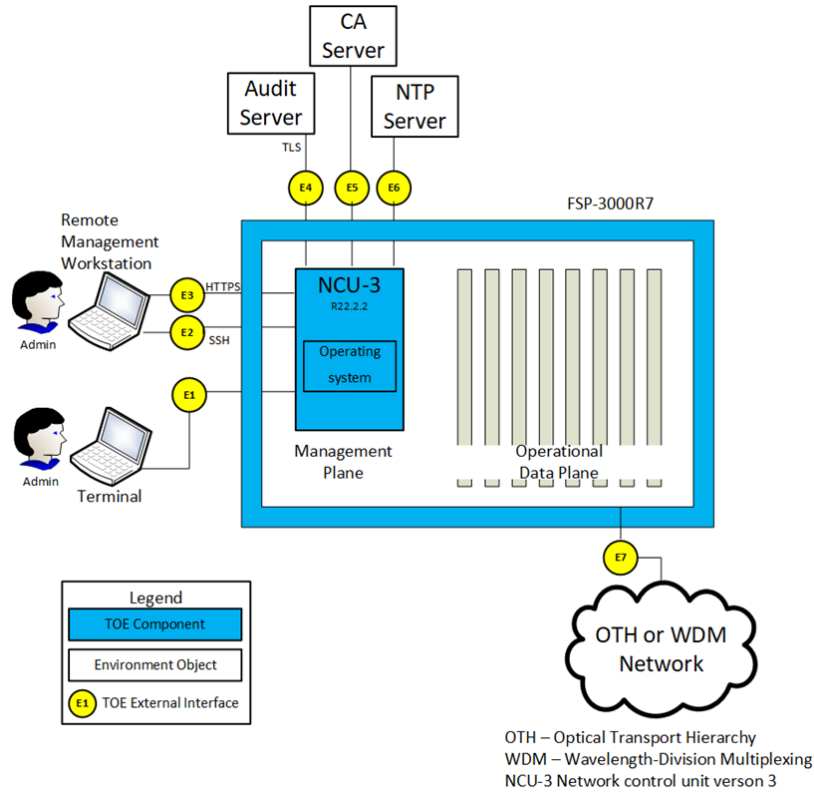 CA
Server
Audit
Server
NTP
Server
TLS
E4
E5
E6
FSP-3000R7
Remote
Management
Workstation
Admin
E3
HTTPS
E2
SSH
NCU-3
R22.2.2
Operating
system
E1
Admin
Terminal
Management
Plane
Operational
Data Plane
E7
OTH or WDM
Network
Legend
TOE Component
Environment Object
E1 TOE External Interface
OTH – Optical Transport Hierarchy
WDM – Wavelength-Division Multiplexing
NCU-3 Network control unit verson 3